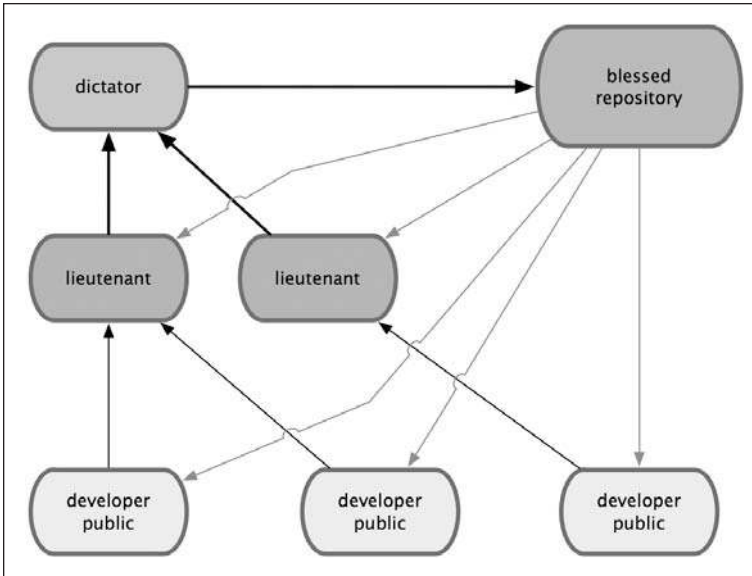 dictator
blessed
repository
lieutenant
lieutenant
developer
public
developer
public
developer
public